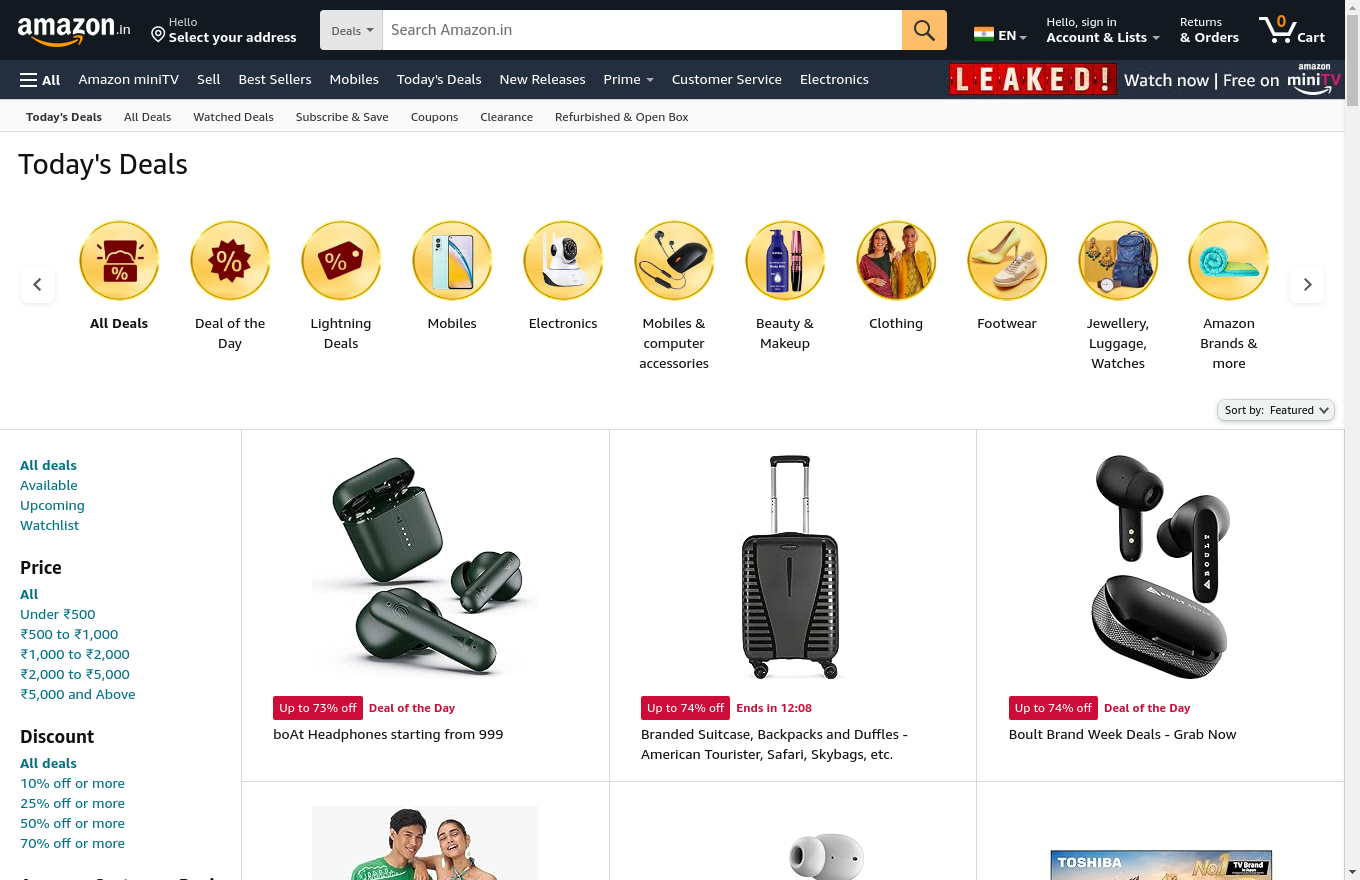 amazon.in
Hello
Select your address
Deals
Search Amazon.in
EN
Hello, sign in
Account & Lists
Returns
& Orders
0
Cart
All
Amazon miniTV
Sell
Best Sellers
Mobiles
Today's Deals
New Releases
Prime
Customer Service
Electronics
LEAKED!
Watch now | Free on
amazon
miniTV
Today's Deals
All Deals
Watched Deals
Subscribe & Save
Coupons
Clearance
Refurbished & Open Box
Today's Deals
%
%
%
NIVEA
All Deals
Deal of the
Day
Lightning
Deals
Mobiles
Electronics
Mobiles &
computer
accessories
Beauty &
Makeup
Clothing
Footwear
Jewellery,
Luggage,
Watches
Amazon
Brands &
more
Sort by: Featured
All deals
Available
Upcoming
Watchlist
Price
All
Under ₹500
₹500 to ₹1,000
₹1,000 to ₹2,000
₹2,000 to ₹5,000
₹5,000 and Above
Discount
All deals
10% off or more
25% off or more
50% off or more
70% off or more
Up to 73% off
Deal of the Day
boAt Headphones starting from 999
Up to 74% off
Ends in 12:08
Branded Suitcase, Backpacks and Duffles -
American Tourister, Safari, Skybags, etc.
BOULT
Up to 74% off
Deal of the Day
Boult Brand Week Deals - Grab Now
TOSHIBA
No.1
TV Brand